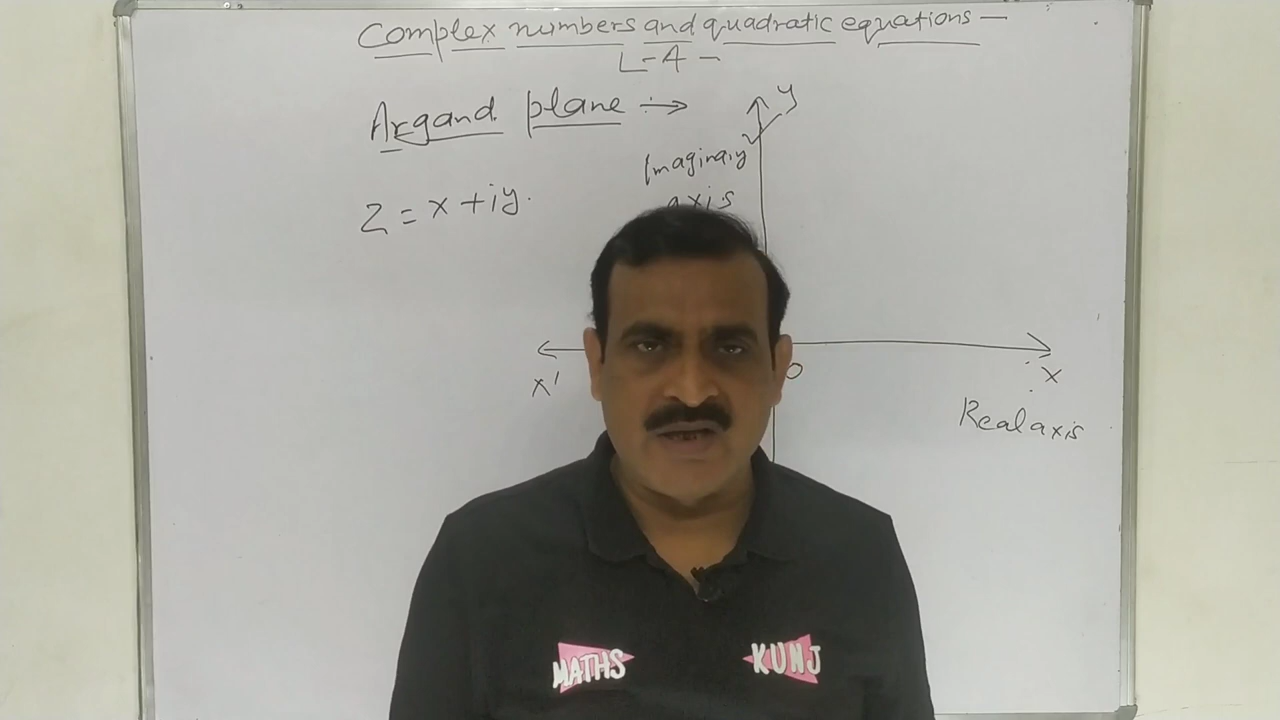 Complex numbers and quadratic equations —
L-4 —
Argand plane :→
y
Imaginary
axis
Z = x + iy.
X'
O
X
Real axis
MATHS KUNJ